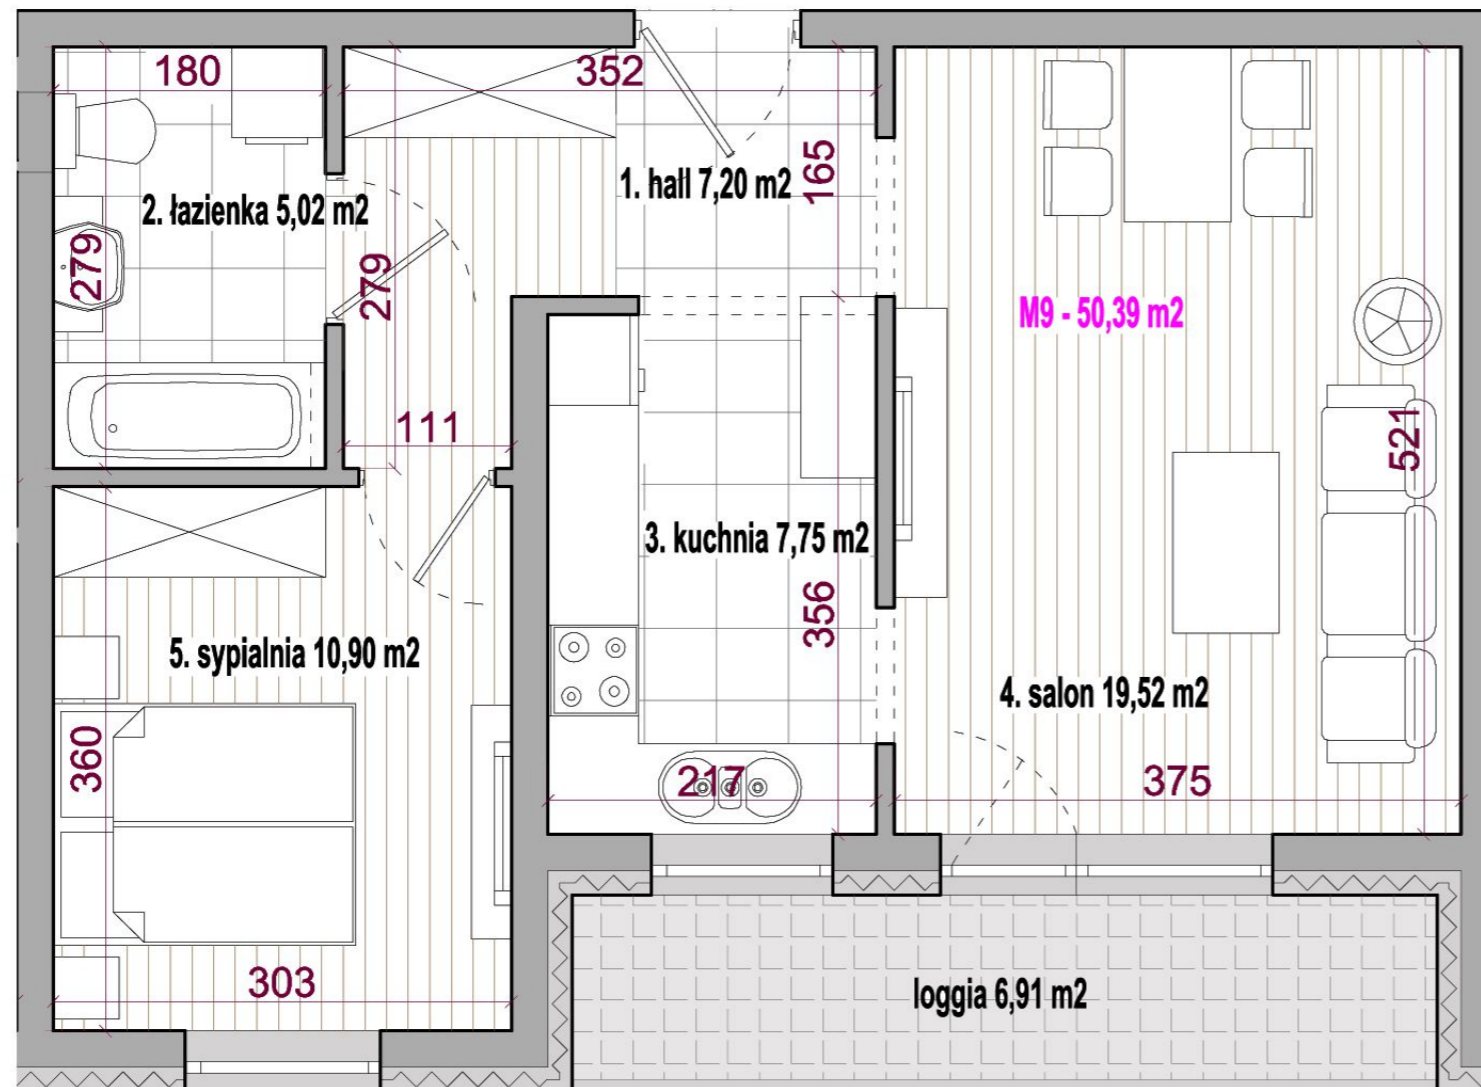 180
352
1. hall 7,20 m2
165
2. łazienka 5,02 m2
279
279
M9 - 50,39 m2
111
521
3. kuchnia 7,75 m2
356
5. sypialnia 10,90 m2
4. salon 19,52 m2
360
217
375
303
loggia 6,91 m2